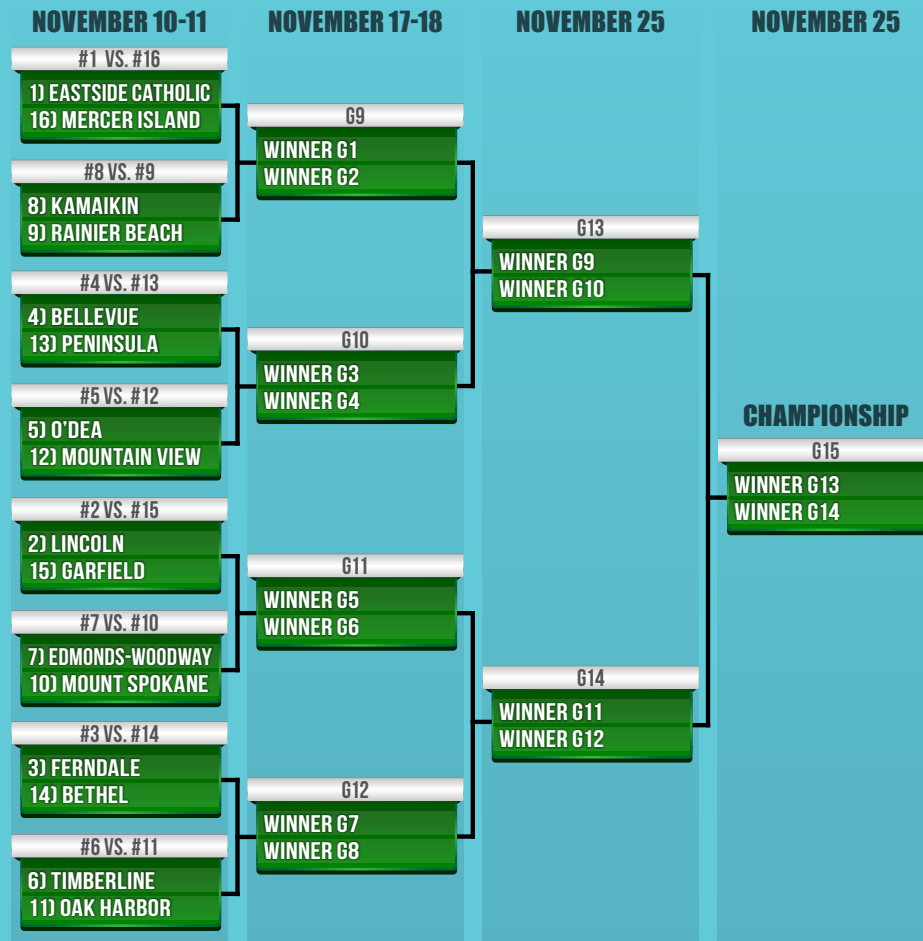 NOVEMBER 10-11
#1 VS. #16
1) EASTSIDE CATHOLIC
16) MERCER ISLAND
#8 VS. #9
8) KAMAIKIN
9) RAINIER BEACH
#4 VS. #13
4) BELLEVUE
13) PENINSULA
#5 VS. #12
5) O'DEA
12) MOUNTAIN VIEW
#2 VS. #15
2) LINCOLN
15) GARFIELD
#7 VS. #10
7) EDMONDS-WOODWAY
10) MOUNT SPOKANE
#3 VS. #14
3) FERNDALE
14) BETHEL
#6 VS. #11
6) TIMBERLINE
11) OAK HARBOR
NOVEMBER 17-18
G9
WINNER G1
WINNER G2
G10
WINNER G3
WINNER G4
G11
WINNER G5
WINNER G6
G12
WINNER G7
WINNER G8
NOVEMBER 25
G13
WINNER G9
WINNER G10
G14
WINNER G11
WINNER G12
NOVEMBER 25
CHAMPIONSHIP
G15
WINNER G13
WINNER G14